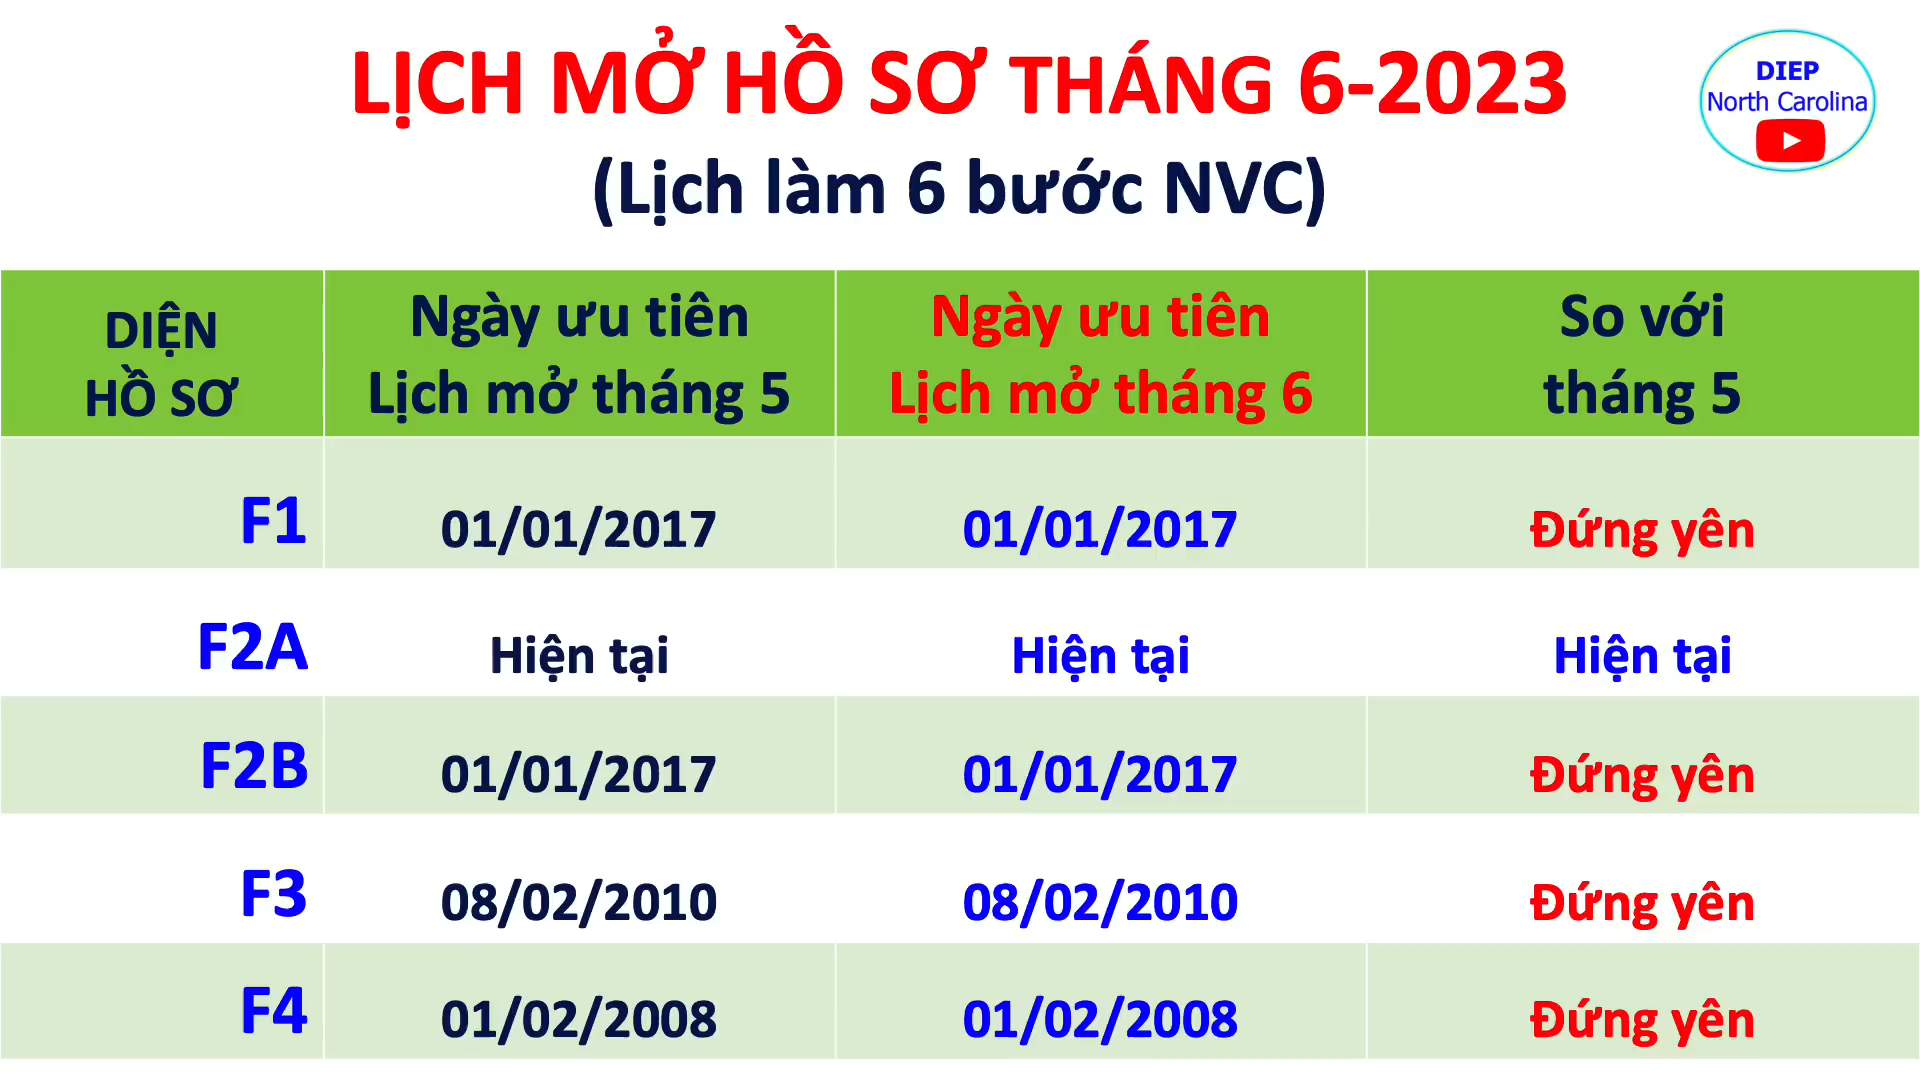 LỊCH MỞ HỒ SƠ THÁNG 6-2023
(Lịch làm 6 bước NVC)
DIEP
North Carolina
DIỆN HỒ SƠ
Ngày ưu tiên Lịch mở tháng 5
Ngày ưu tiên Lịch mở tháng 6
So với tháng 5
F1 01/01/2017 01/01/2017 Đứng yên
F2A Hiện tại Hiện tại Hiện tại
F2B 01/01/2017 01/01/2017 Đứng yên
F3 08/02/2010 08/02/2010 Đứng yên
F4 01/02/2008 01/02/2008 Đứng yên